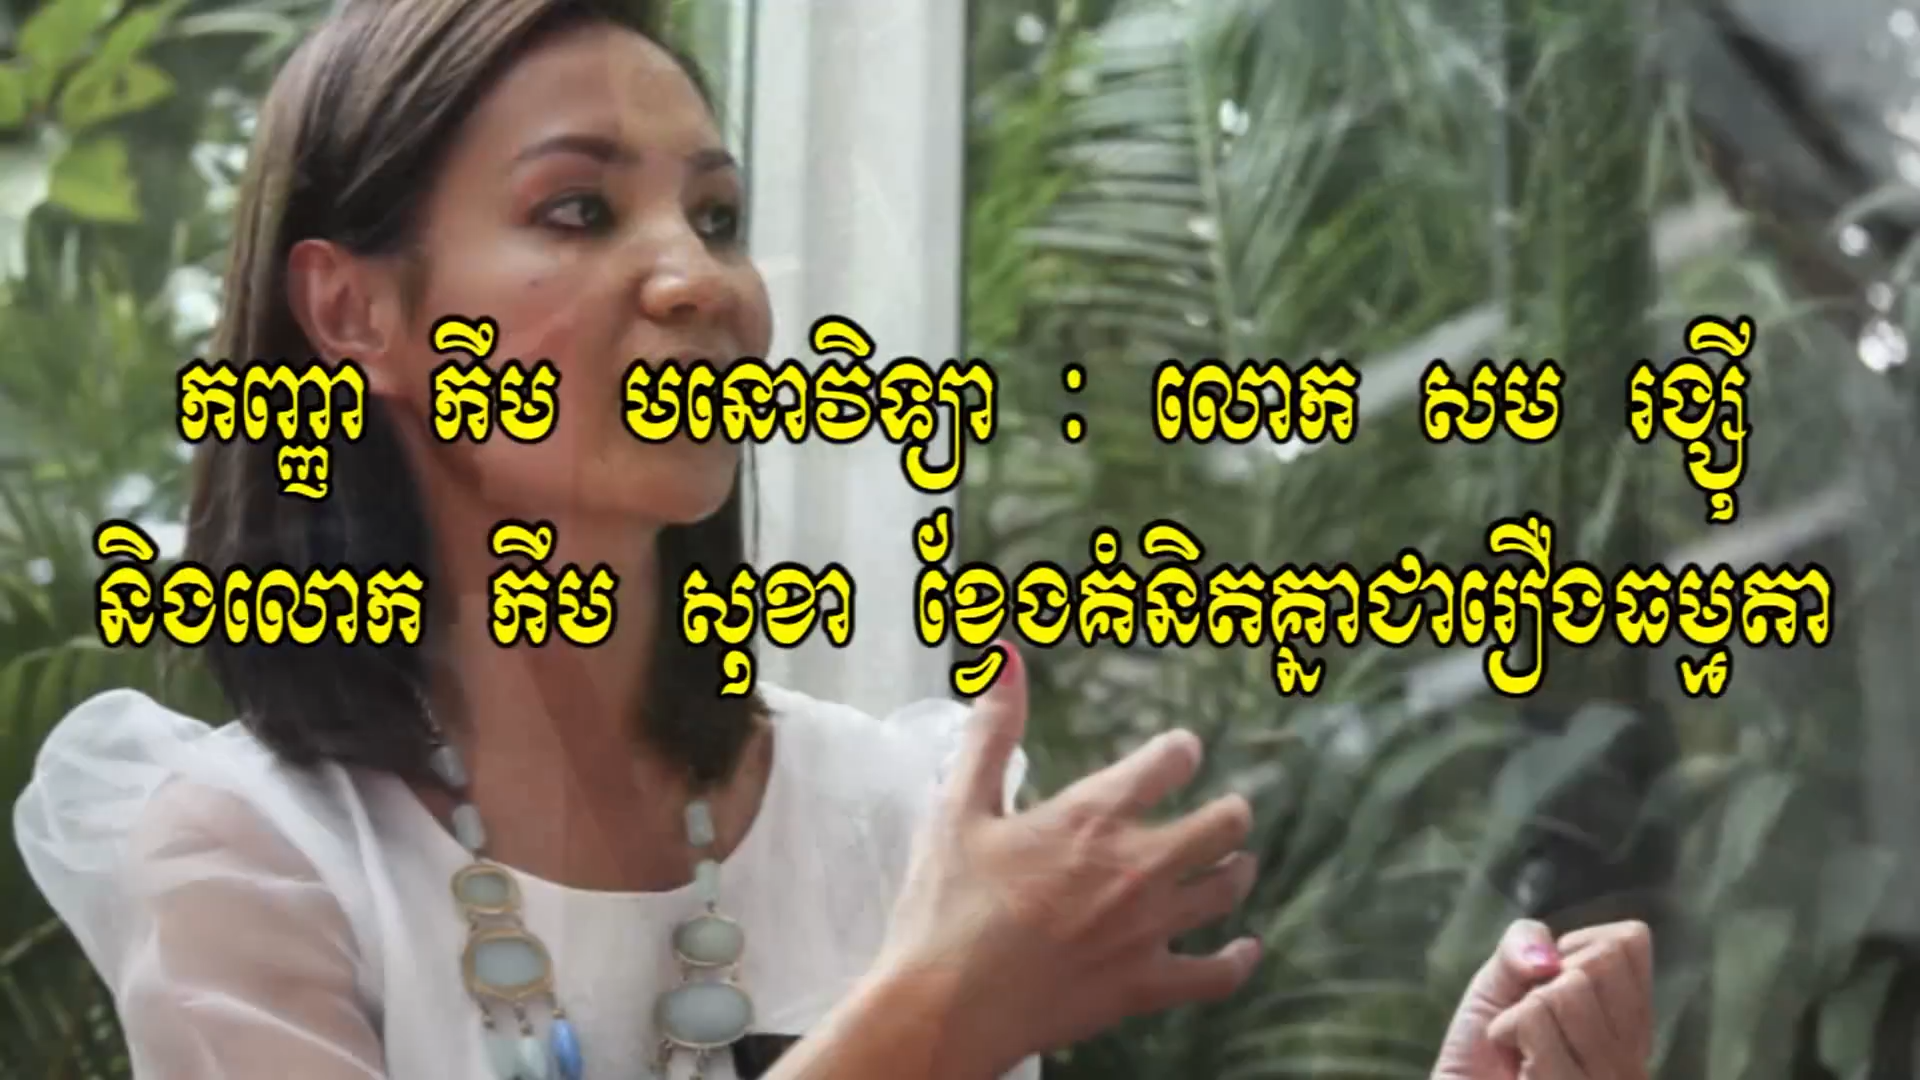 កញ្ញា កឹម មនោវិទ្យា : លោក សម រង្ស៊ី
និងលោក កឹម សុខា ខ្វែងគំនិតគ្នាជារឿងធម្មតា